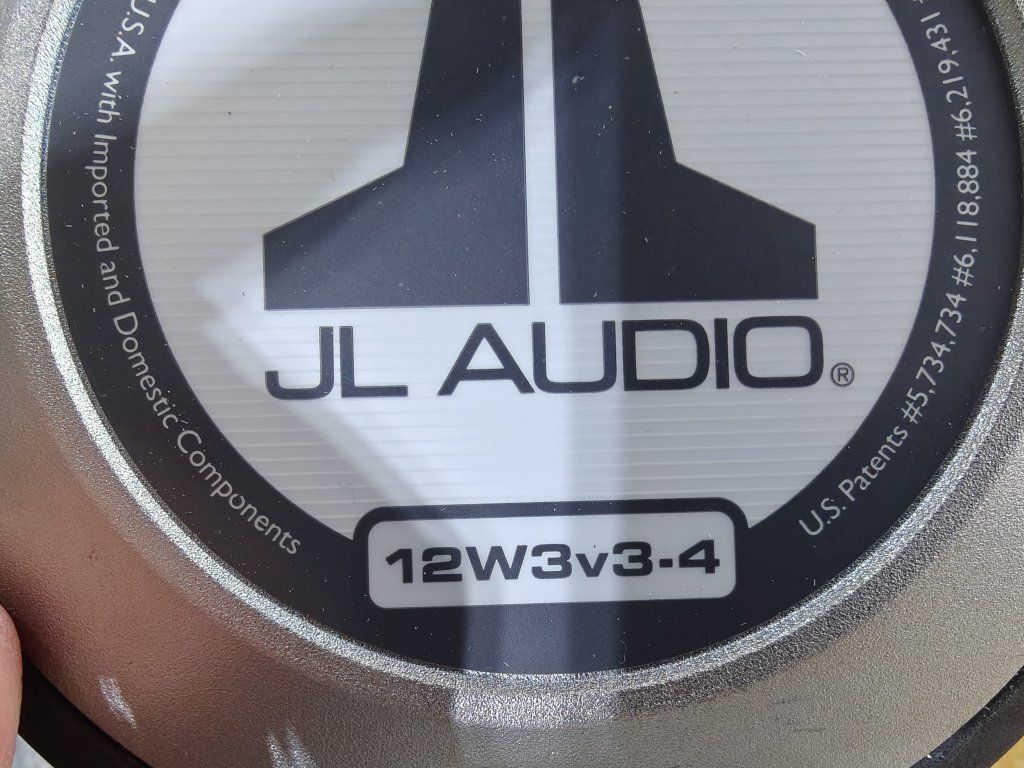 U.S.A. with Imported and Domestic Components
JL AUDIO®
12W3v3-4
U.S. Patents #5,734,734 #6,118,884 #6,219,431